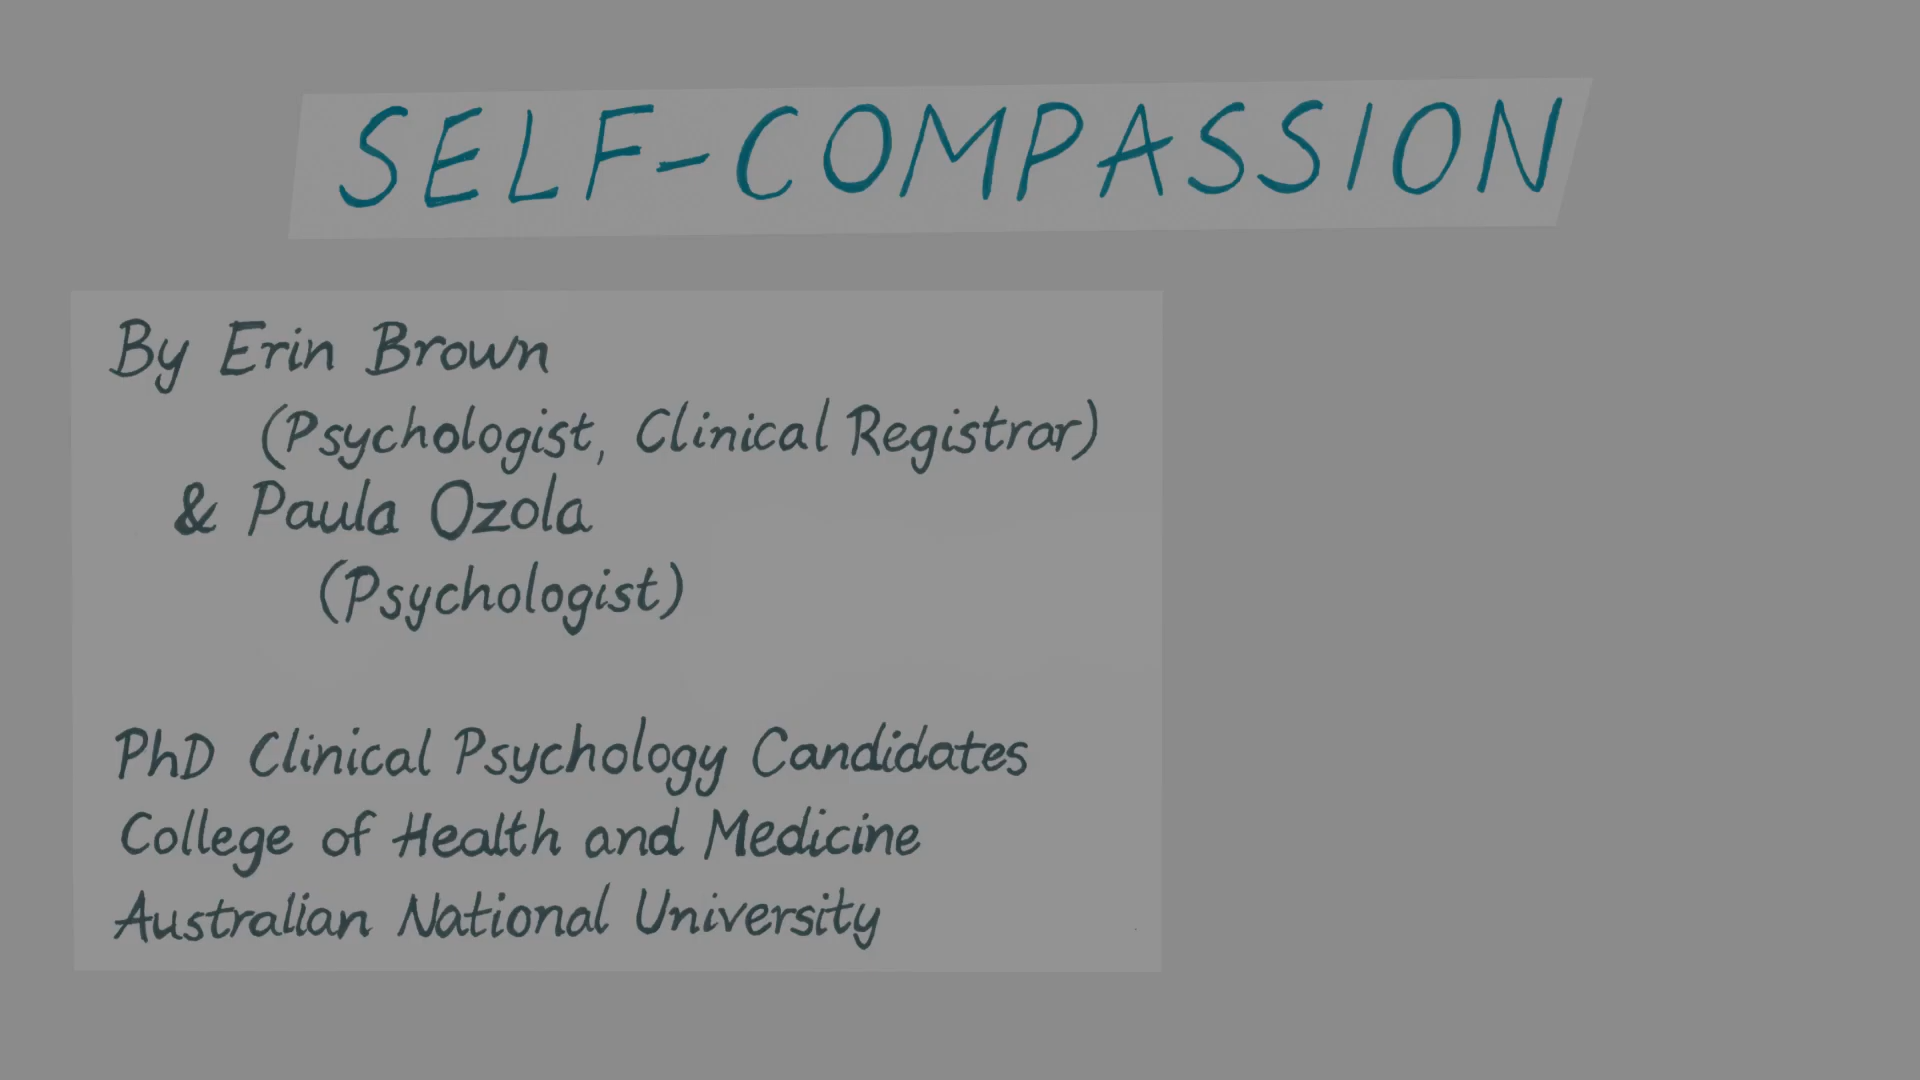 SELF-COMPASSION
By Erin Brown
(Psychologist, Clinical Registrar)
& Paula Ozola
(Psychologist)
PhD Clinical Psychology Candidates
College of Health and Medicine
Australian National University